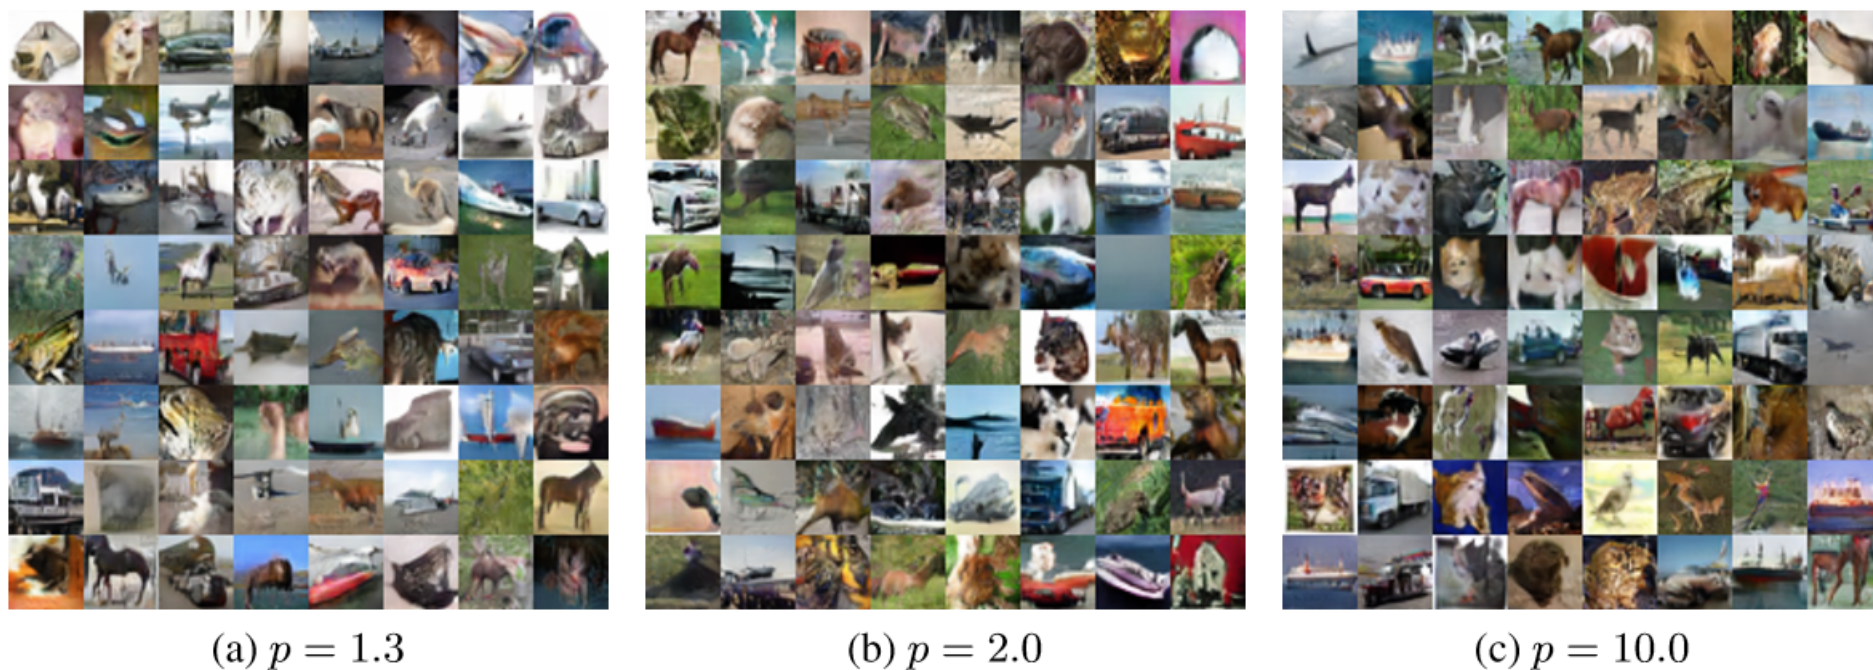 (a) p = 1.3
(b) p = 2.0
(c) p = 10.0